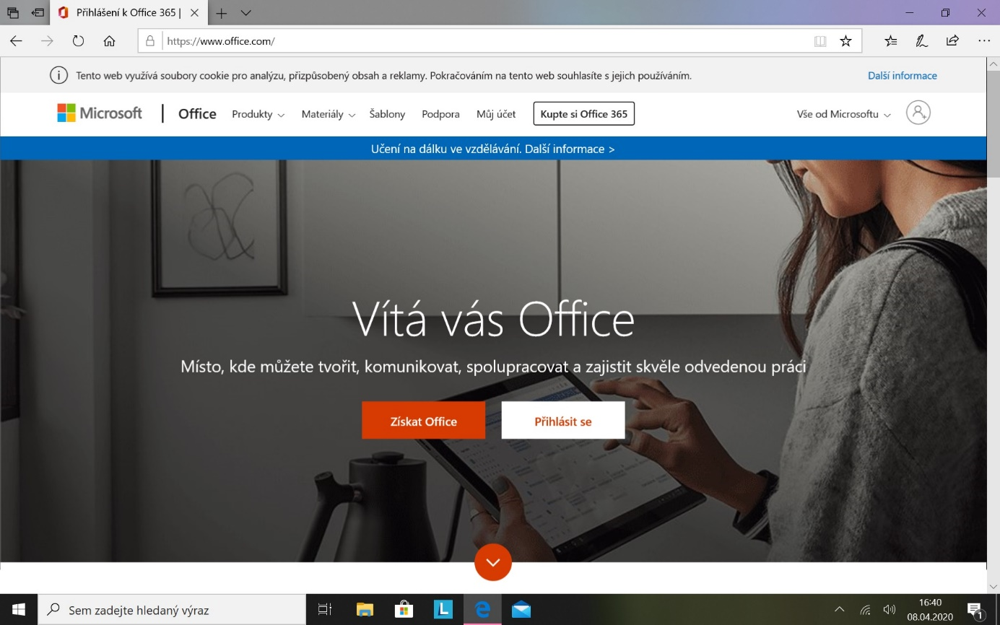 Přihlášení k Office 365 |
https://www.office.com/
Tento web využívá soubory cookie pro analýzu, přizpůsobený obsah a reklamy. Pokračováním na tento web souhlasíte s jejich používáním.
Další informace
Microsoft
Office
Produkty
Materiály
Šablony
Podpora
Můj účet
Kupte si Office 365
Vše od Microsoftu
Učení na dálku ve vzdělávání. Další informace >
Vítá vás Office
Místo, kde můžete tvořit, komunikovat, spolupracovat a zajistit skvěle odvedenou práci
Získat Office
Přihlásit se
Sem zadejte hledaný výraz
L
16:40
08.04.2020
1